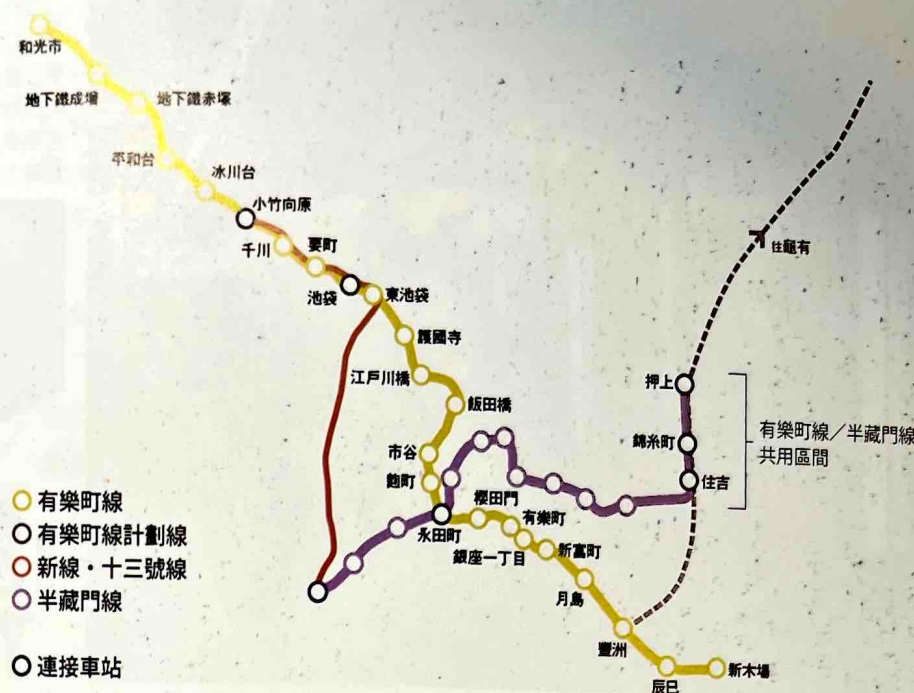 和光市
地下鐵成增
地下鐵赤塚
平和台
冰川台
小竹向原
千川
要町
池袋
東池袋
護國寺
江戶川橋
飯田橋
市谷
麴町
永田町
櫻田門
有樂町
銀座一丁目
新富町
月島
豐洲
辰巳
新木場
往龜有
押上
錦糸町
住吉
有樂町線／半藏門線
共用區間
有樂町線
有樂町線計劃線
新線・十三號線
半藏門線
連接車站